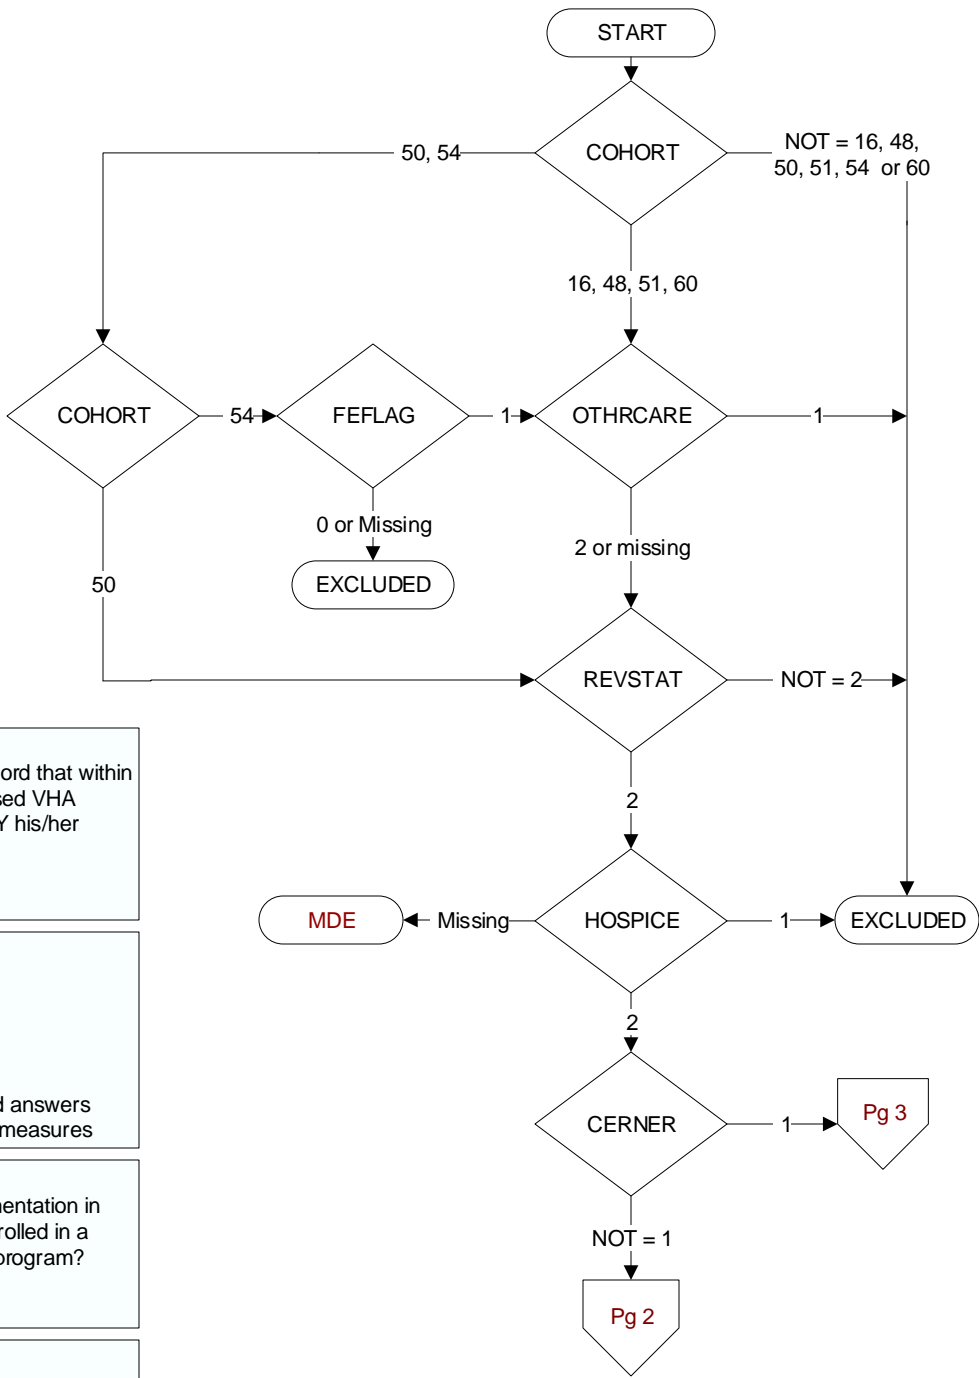 START
COHORT
50, 54
NOT = 16, 48,
50, 51, 54 or 60
16, 48, 51, 60
COHORT
54
FEFLAG
1
OTHRCARE
1
0 or Missing
EXCLUDED
2 or missing
50
REVSTAT
NOT = 2
2
MDE
Missing
HOSPICE
1
EXCLUDED
2
CERNER
1
Pg 3
NOT = 1
Pg 2
ord that within
sed VHA
Y his/her
d answers
measures
nentation in
rolled in a
program?